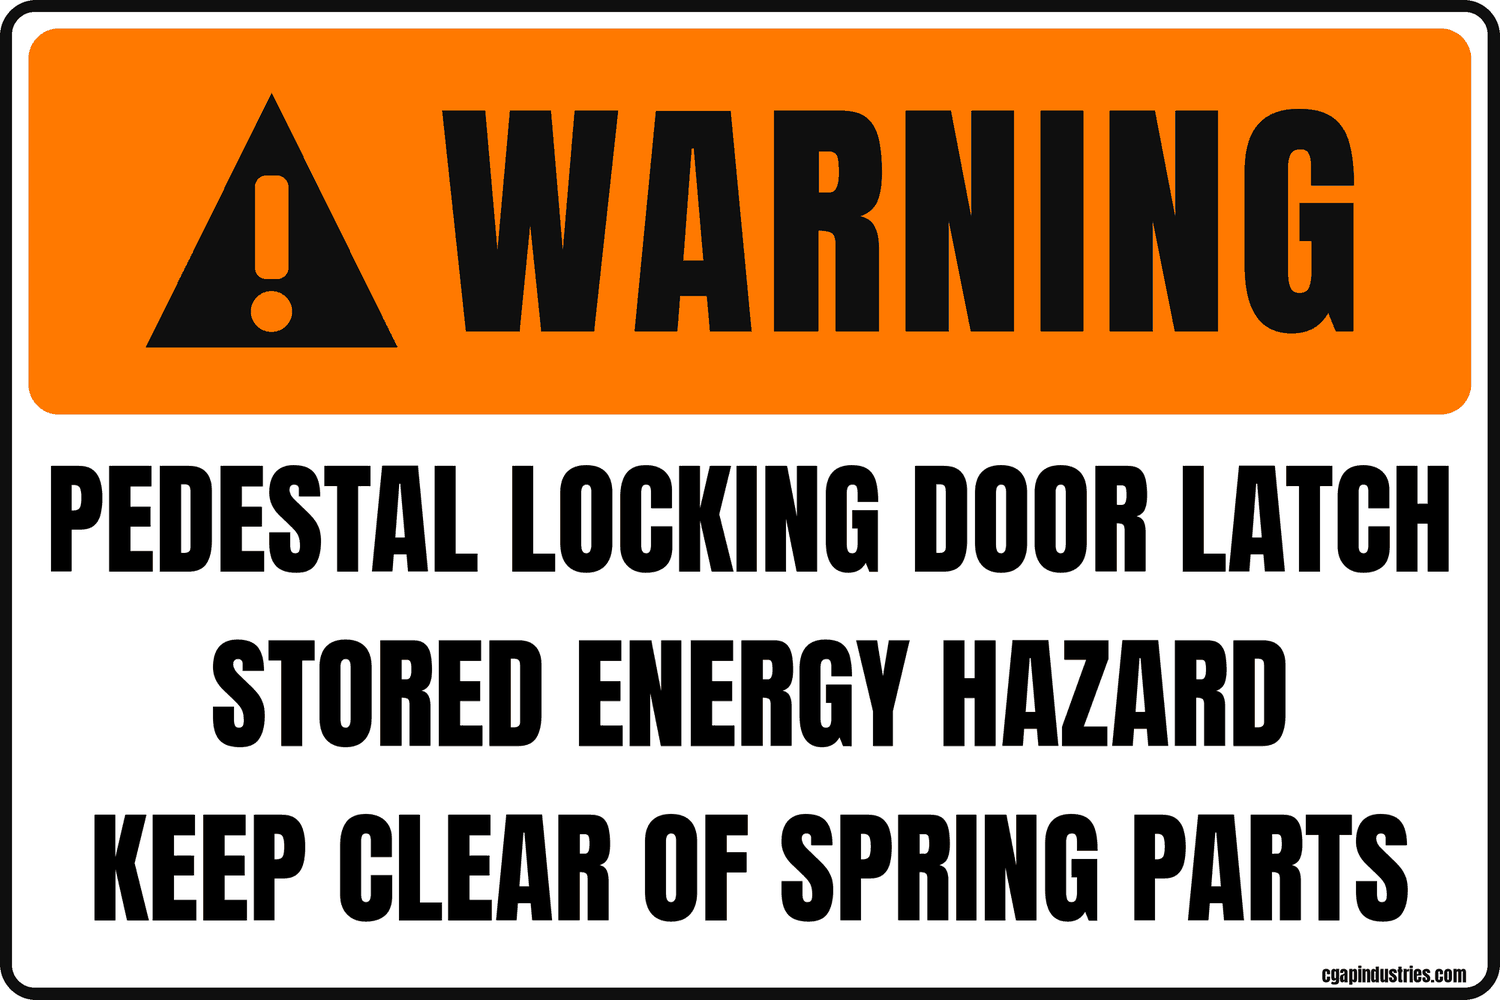 WARNING
PEDESTAL LOCKING DOOR LATCH
STORED ENERGY HAZARD
KEEP CLEAR OF SPRING PARTS
cgapindustries.com